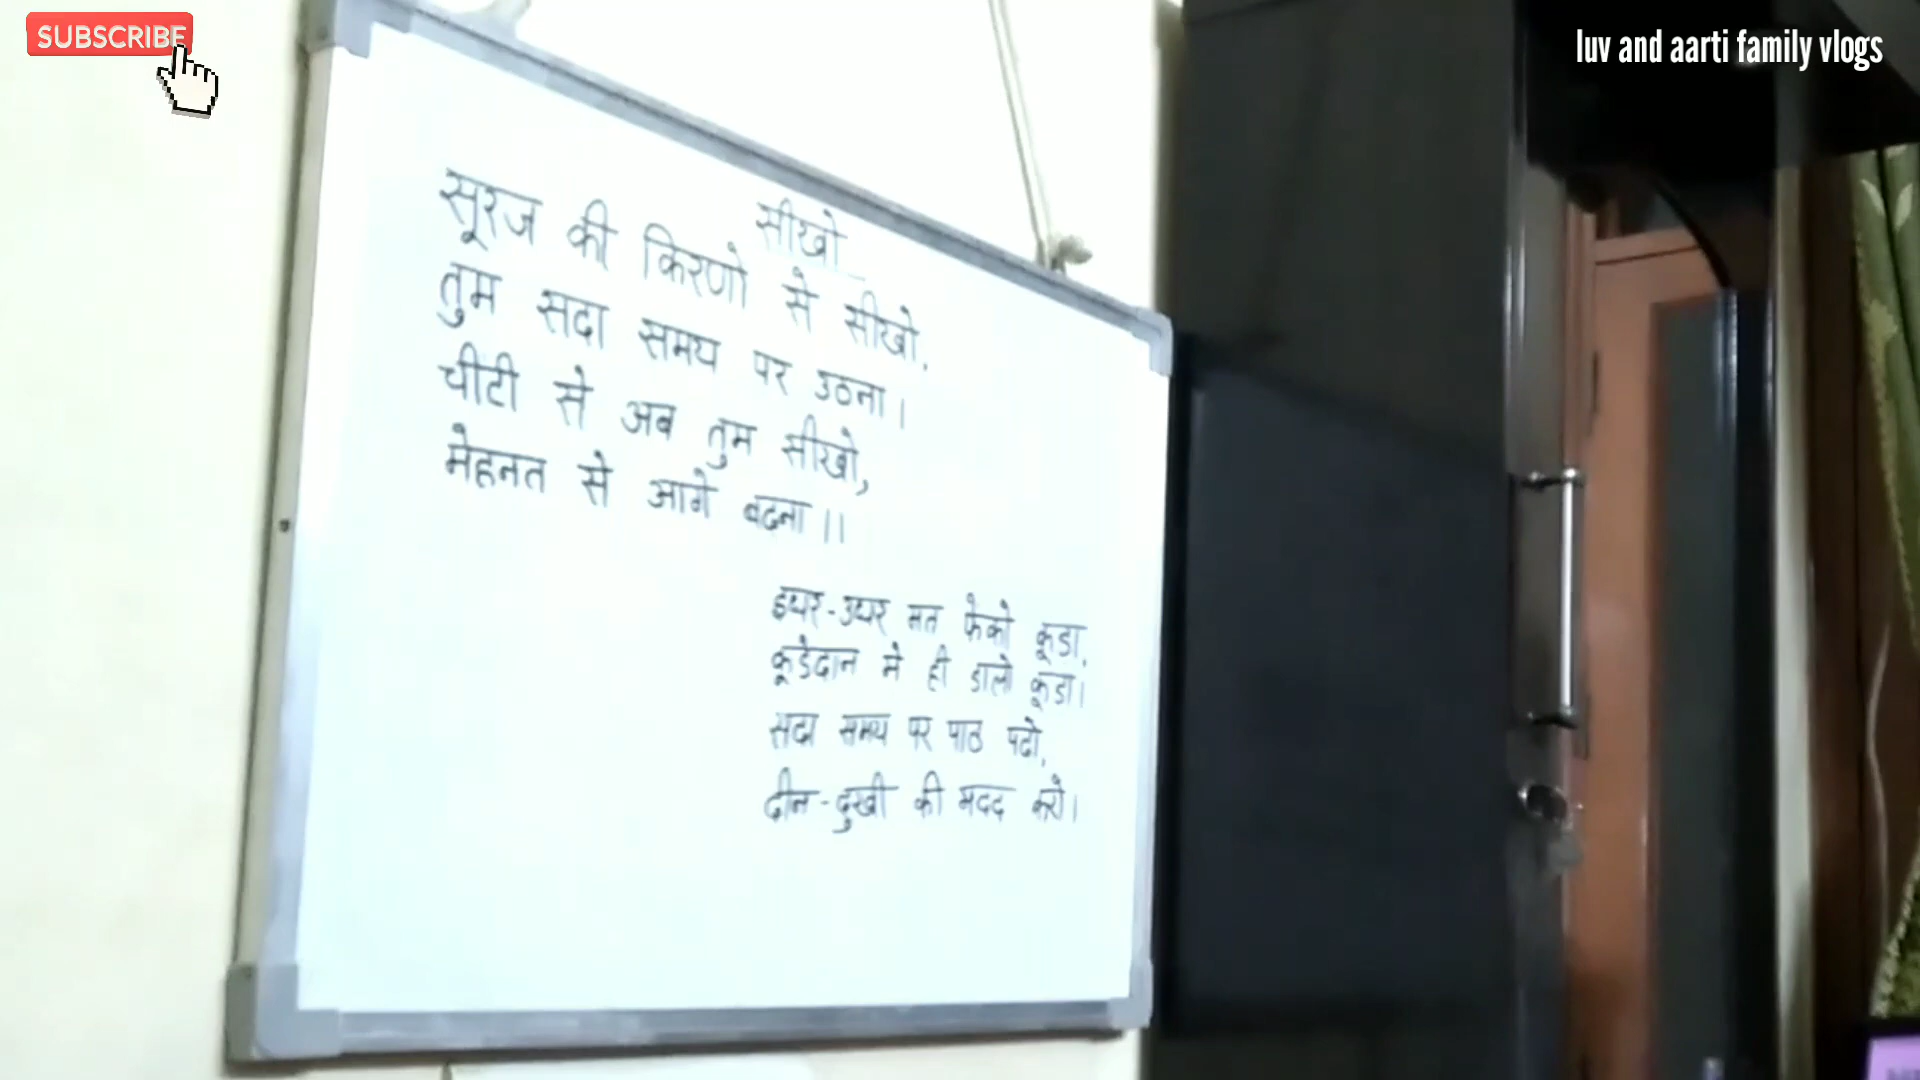 SUBSCRIBE
luv and aarti family vlogs
सीखो
सूरज की किरणो से सीखो,
तुम सदा समय पर उठना।
चीटी से अब तुम सीखो,
मेहनत से आगे बढना।।
इधर-उधर मत फेको कूडा,
कूडेदान मे ही डालो कूडा।
सदा समय पर पाठ पढो,
दीन-दुखी की मदद करो।